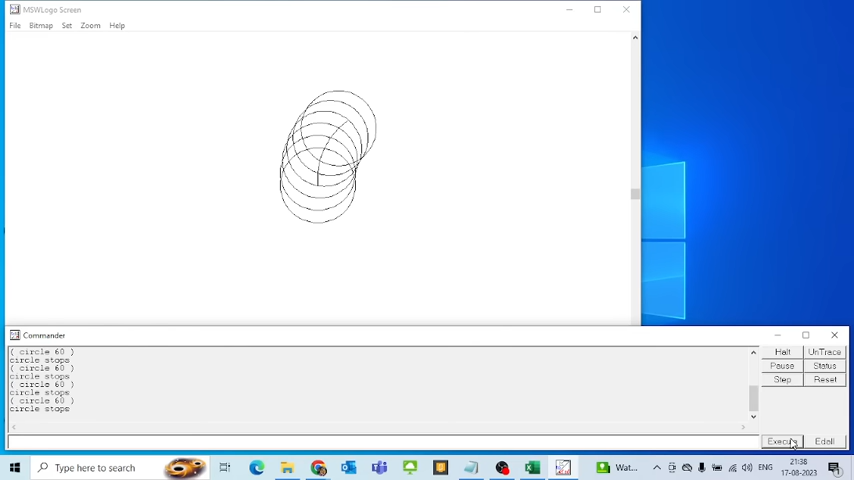 MSWLogo Screen
File Bitmap Set Zoom Help
Commander
( circle 60 )
circle stops
( circle 60 )
circle stops
( circle 60 )
circle stops
( circle 60 )
circle stops
Halt UnTrace
Pause Status
Step Reset
Execute Edall
Type here to search
Wat... ENG 21:38
17-08-2023
1